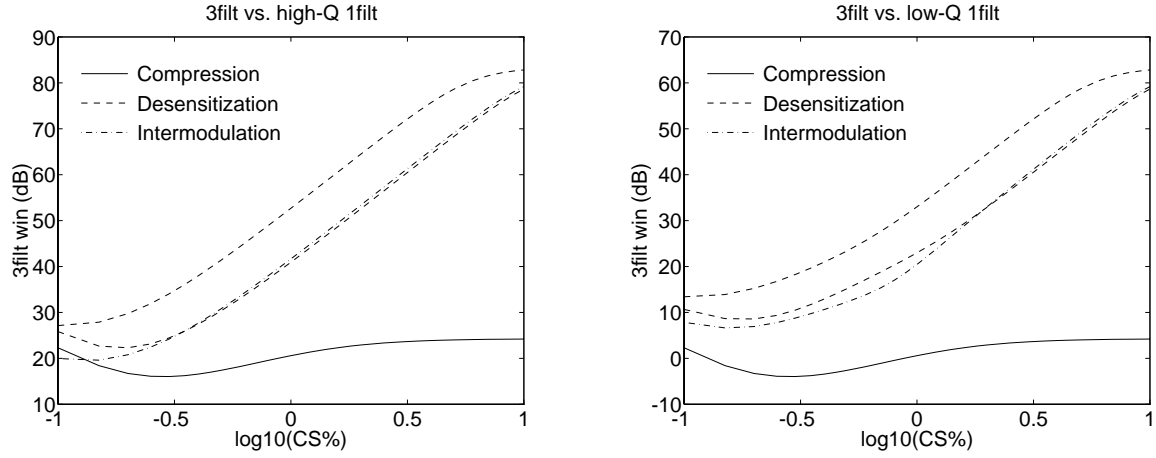 3filt vs. high-Q 1filt
90
80
70
60
50
40
30
20
10
3filt win (dB)
Compression
Desensitization
Intermodulation
-1
-0.5
0
0.5
1
log10(CS%)
3filt vs. low-Q 1filt
70
60
50
40
30
20
10
0
-10
3filt win (dB)
Compression
Desensitization
Intermodulation
-1
-0.5
0
0.5
1
log10(CS%)